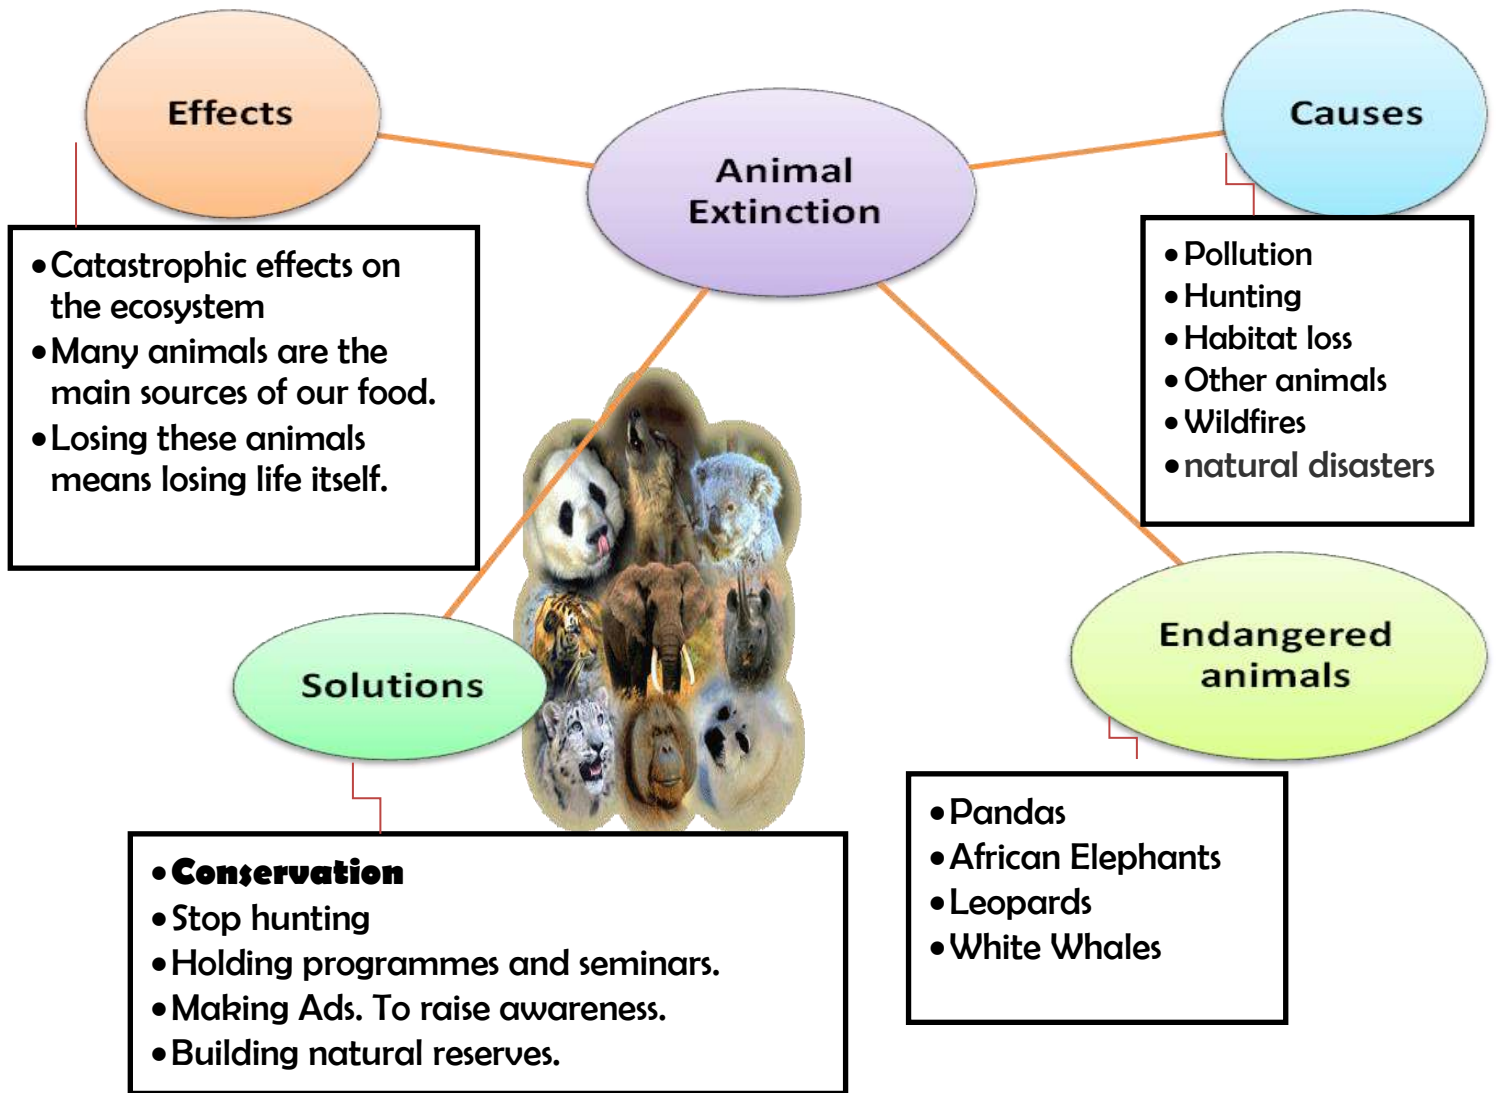 Effects
Causes
Animal
Extinction
• Catastrophic effects on
the ecosystem
• Many animals are the
main sources of our food.
• Losing these animals
means losing life itself.
• Pollution
• Hunting
• Habitat loss
• Other animals
• Wildfires
• natural disasters
Solutions
Endangered
animals
• Conservation
• Stop hunting
• Holding programmes and seminars.
• Making Ads. To raise awareness.
• Building natural reserves.
• Pandas
• African Elephants
• Leopards
• White Whales